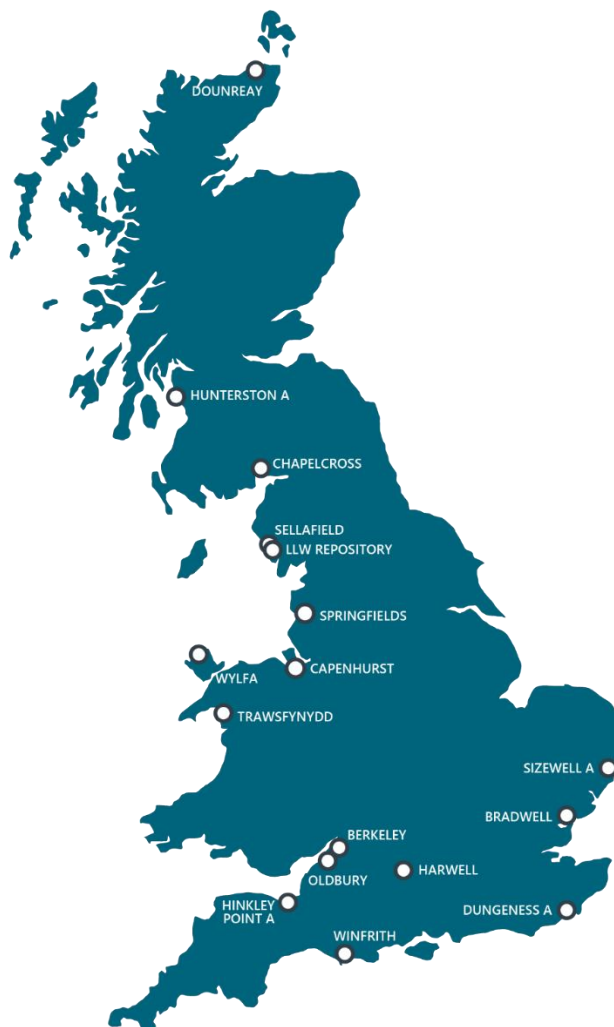 DOUNREAY
HUNTERSTON A
CHAPELCROSS
SELLAFIELD
LLW REPOSITORY
SPRINGFIELDS
CAPENHURST
WYLFA
TRAWSFYNYDD
SIZEWELL A
BRADWELL
BERKELEY
OLDBURY
HARWELL
HINKLEY
POINT A
DUNGENESS A
WINFRITH